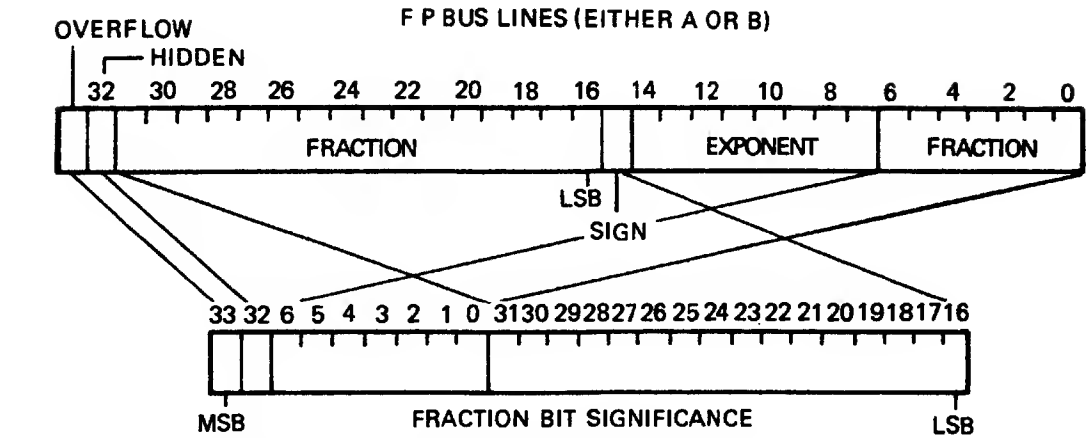 F P BUS LINES (EITHER A OR B)
OVERFLOW
HIDDEN
32 30 28 26 24 22 20 18 16 14 12 10 8 6 4 2 0
FRACTION EXPONENT FRACTION
LSB
SIGN
33 32 6 5 4 3 2 1 0 31 30 29 28 27 26 25 24 23 22 21 20 19 18 17 16
MSB FRACTION BIT SIGNIFICANCE LSB